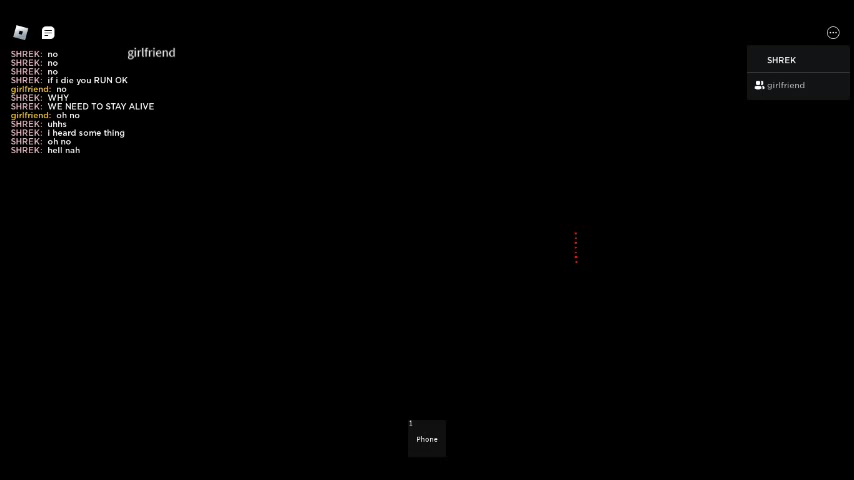 girlfriend
SHREK: no
SHREK: no
SHREK: no
SHREK: if i die you RUN OK
girlfriend: no
SHREK: WHY
SHREK: WE NEED TO STAY ALIVE
girlfriend: oh no
SHREK: uhhs
SHREK: i heard some thing
SHREK: oh no
SHREK: hell nah
SHREK
girlfriend
1
Phone